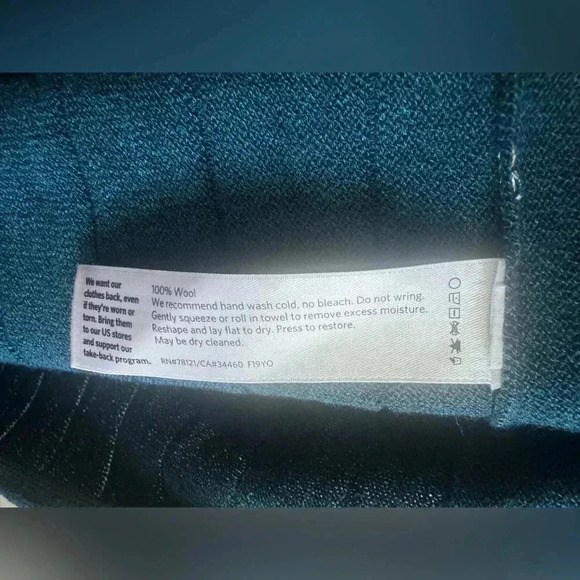 We want our
clothes back, even
if they're worn or
torn. Bring them
to our US stores
and support our
take-back program.
100% Wool
We recommend hand wash cold, no bleach. Do not wring.
Gently squeeze or roll in towel to remove excess moisture.
Reshape and lay flat to dry. Press to restore.
May be dry cleaned.
RN#78121/CA#34460 F19YO